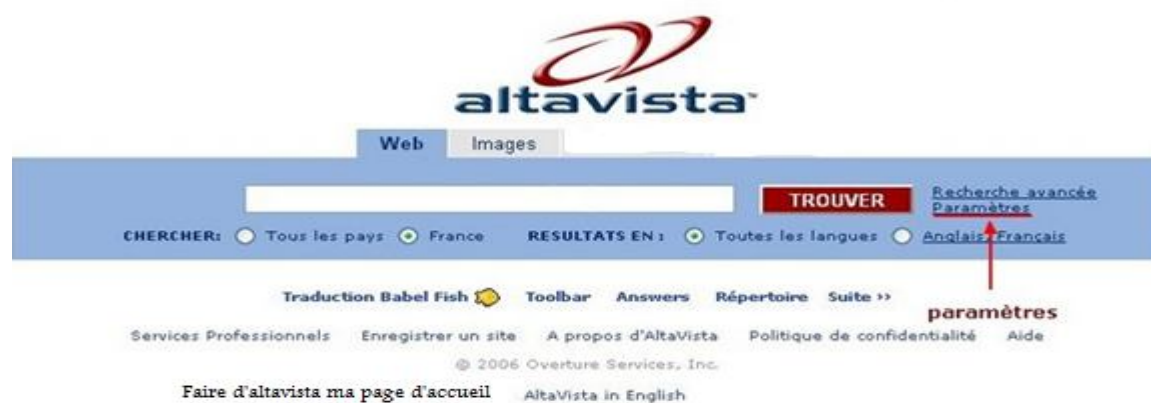 altavista™
Web Images
TROUVER Recherche avancée
Paramètres
CHERCHER: Tous les pays France RESULTATS EN : Toutes les langues Anglais, Français
Traduction Babel Fish Toolbar Answers Répertoire Suite >>
paramètres
Services Professionnels Enregistrer un site A propos d'AltaVista Politique de confidentialité Aide
© 2006 Overture Services, Inc.
Faire d'altavista ma page d'accueil AltaVista in English